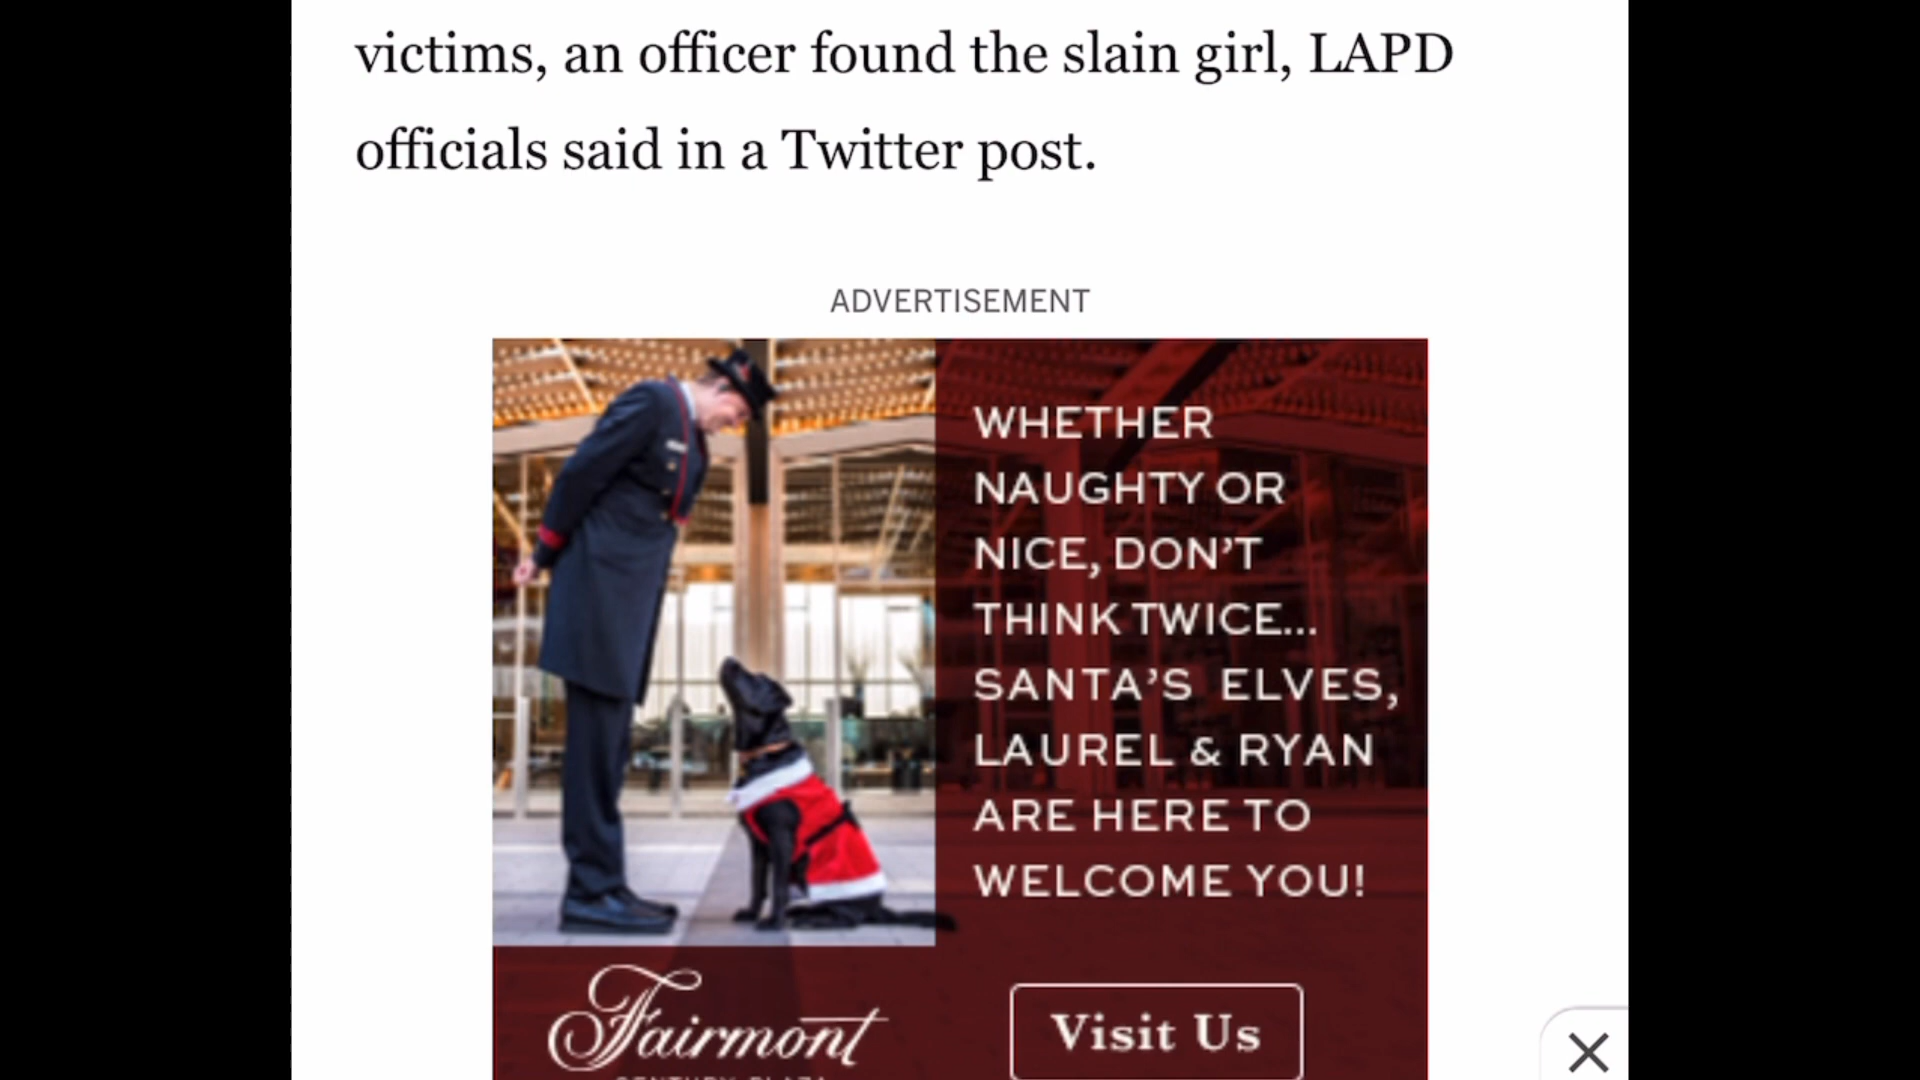 victims, an officer found the slain girl, LAPD
officials said in a Twitter post.
ADVERTISEMENT
WHETHER
NAUGHTY OR
NICE, DON’T
THINK TWICE...
SANTA’S ELVES,
LAUREL & RYAN
ARE HERE TO
WELCOME YOU!
Fairmont
Visit Us